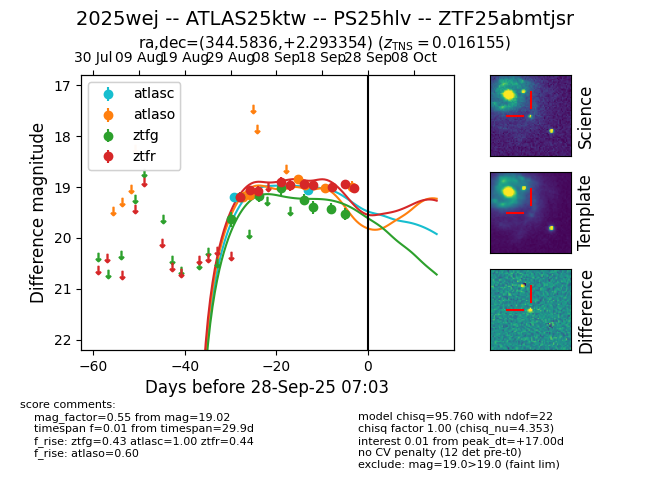 2025wej -- ATLAS25ktw -- PS25hlv -- ZTF25abmtjsr
ra,dec=(344.5836,+2.293354) (z_TNS = 0.016155)
30 Jul 09 Aug 19 Aug 29 Aug 08 Sep 18 Sep 28 Sep 08 Oct
17
18
19
20
21
22
Difference magnitude
atlasc
atlaso
ztfg
ztfr
−60 −40 −20 0
Days before 28-Sep-25 07:03
Science
Template
Difference
score comments:
mag_factor=0.55 from mag=19.02
timespan f=0.01 from timespan=29.9d
f_rise: ztfg=0.43 atlasc=1.00 ztfr=0.44
f_rise: atlaso=0.60
model chisq=95.760 with ndof=22
chisq factor 1.00 (chisq_nu=4.353)
interest 0.01 from peak_dt=+17.00d
no CV penalty (12 det pre-t0)
exclude: mag=19.0>19.0 (faint lim)